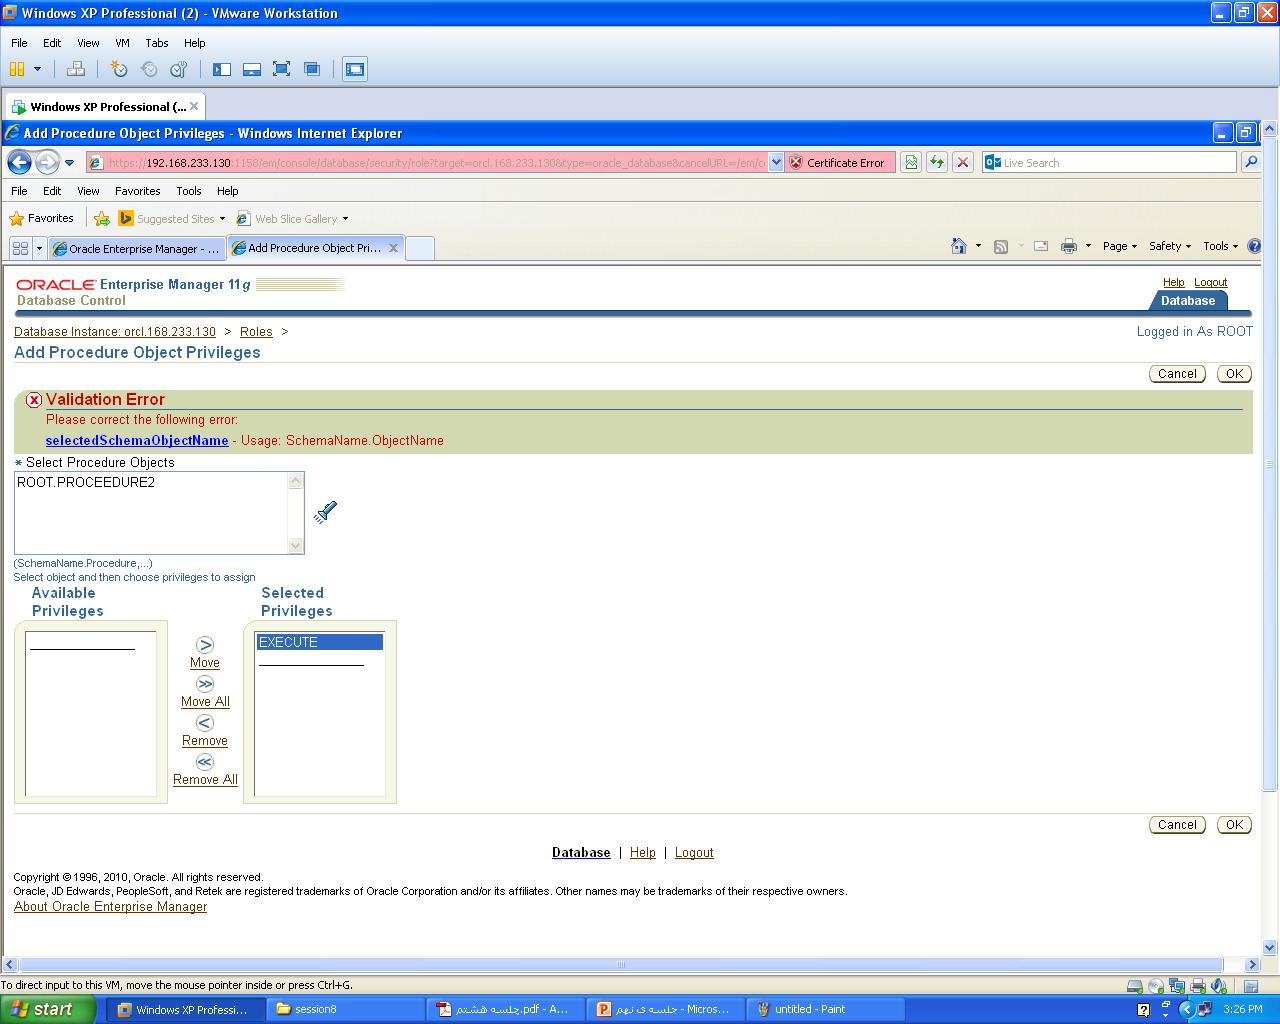 Windows XP Professional (2) - VMware Workstation
File Edit View VM Tabs Help
Windows XP Professional (...
Add Procedure Object Privileges - Windows Internet Explorer
https://192.168.233.130:1158/em/console/database/security/role?target=orcl.168.233.130&type=oracle_database&cancelURL=/em/c Certificate Error Live Search
File Edit View Favorites Tools Help
Favorites Suggested Sites Web Slice Gallery
Oracle Enterprise Manager - ... Add Procedure Object Pri... Page Safety Tools
ORACLE Enterprise Manager 11g
Help Logout
Database Control
Database
Database Instance: orcl.168.233.130 > Roles >
Logged in As ROOT
Add Procedure Object Privileges
Cancel OK
Validation Error
Please correct the following error:
selectedSchemaObjectName - Usage: SchemaName.ObjectName
* Select Procedure Objects
ROOT.PROCEEDURE2
(SchemaName.Procedure,...)
Select object and then choose privileges to assign
Available Privileges
Selected Privileges
EXECUTE
Move
Move All
Remove
Remove All
Cancel OK
Database | Help | Logout
Copyright © 1996, 2010, Oracle. All rights reserved.
Oracle, JD Edwards, PeopleSoft, and Retek are registered trademarks of Oracle Corporation and/or its affiliates. Other names may be trademarks of their respective owners.
About Oracle Enterprise Manager
To direct input to this VM, move the mouse pointer inside or press Ctrl+G.
start Windows XP Professi... session8 جلسه هشتم.pdf - A... جلسه ی نهم - Micros... untitled - Paint 3:26 PM